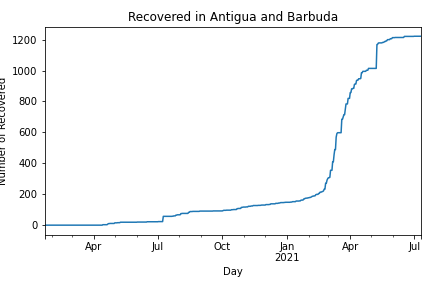 Recovered in Antigua and Barbuda
1200
1000
800
600
400
200
0
Number of Recovered
Apr Jul Oct Jan Apr Jul
2021
Day